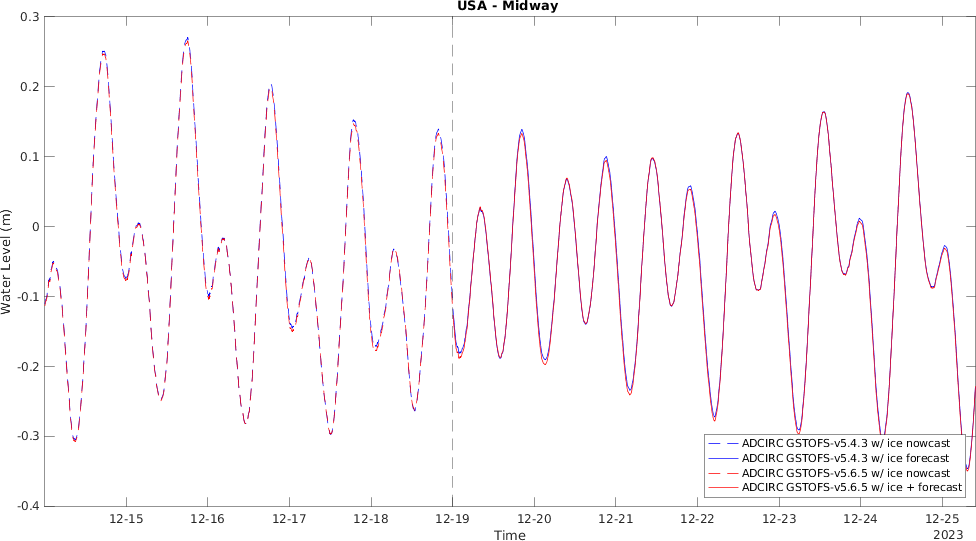 USA - Midway
0.3
0.2
0.1
0
-0.1
-0.2
-0.3
-0.4
Water Level (m)
ADCIRC GSTOFS-v5.4.3 w/ ice nowcast
ADCIRC GSTOFS-v5.4.3 w/ ice forecast
ADCIRC GSTOFS-v5.6.5 w/ ice nowcast
ADCIRC GSTOFS-v5.6.5 w/ ice + forecast
12-15 12-16 12-17 12-18 12-19 12-20 12-21 12-22 12-23 12-24 12-25
Time
2023